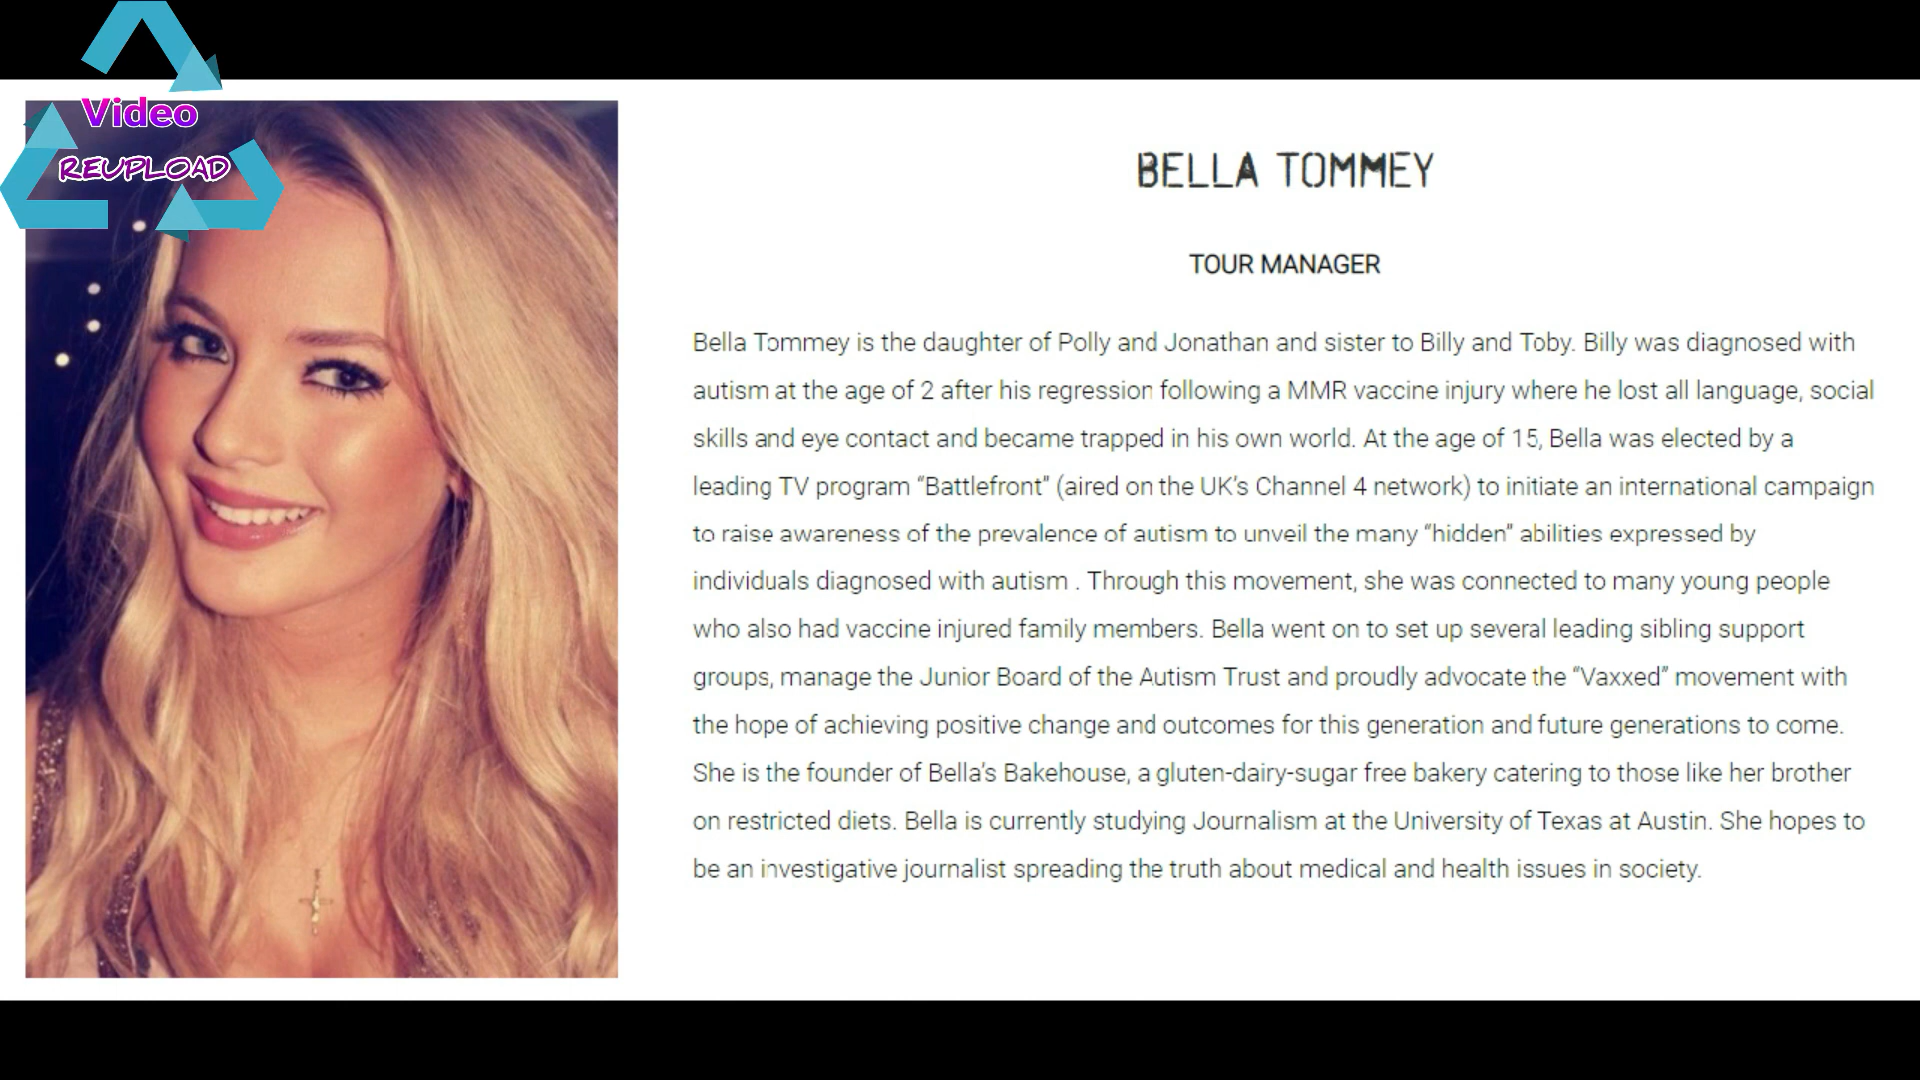 Video
REUPLOAD
BELLA TOMMEY
TOUR MANAGER
Bella Tommey is the daughter of Polly and Jonathan and sister to Billy and Toby. Billy was diagnosed with
autism at the age of 2 after his regression following a MMR vaccine injury where he lost all language, social
skills and eye contact and became trapped in his own world. At the age of 15, Bella was elected by a
leading TV program “Battlefront” (aired on the UK’s Channel 4 network) to initiate an international campaign
to raise awareness of the prevalence of autism to unveil the many “hidden” abilities expressed by
individuals diagnosed with autism . Through this movement, she was connected to many young people
who also had vaccine injured family members. Bella went on to set up several leading sibling support
groups, manage the Junior Board of the Autism Trust and proudly advocate the “Vaxxed” movement with
the hope of achieving positive change and outcomes for this generation and future generations to come.
She is the founder of Bella’s Bakehouse, a gluten-dairy-sugar free bakery catering to those like her brother
on restricted diets. Bella is currently studying Journalism at the University of Texas at Austin. She hopes to
be an investigative journalist spreading the truth about medical and health issues in society.